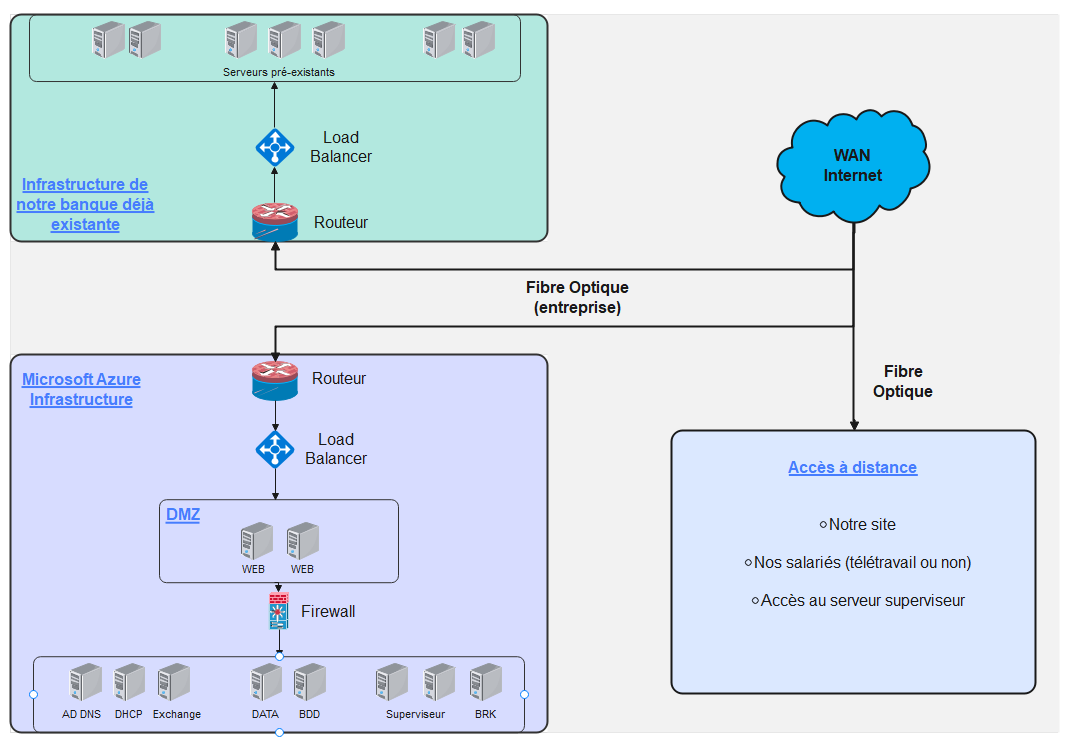 Serveurs pré-existants
Load
Balancer
Infrastructure de
notre banque déjà
existante
Routeur
WAN
Internet
Fibre Optique
(entreprise)
Microsoft Azure
Infrastructure
Routeur
Load
Balancer
DMZ
WEB WEB
Firewall
AD DNS DHCP Exchange DATA BDD Superviseur BRK
Fibre
Optique
Accès à distance
Notre site
Nos salariés (télétravail ou non)
Accès au serveur superviseur